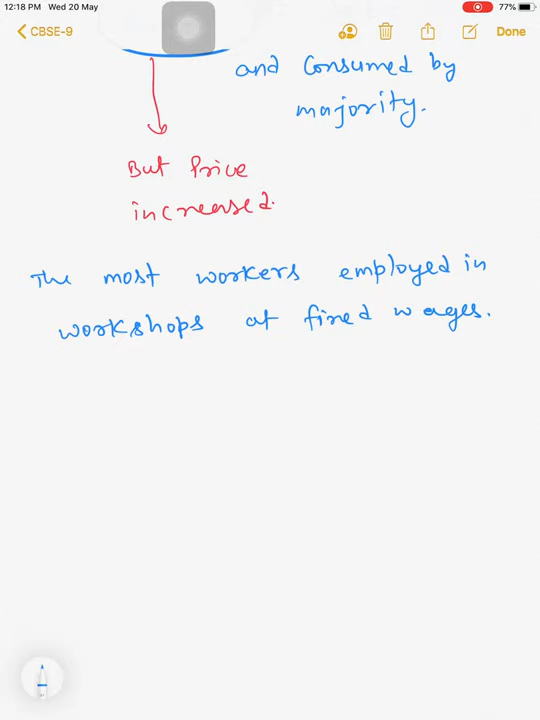 12:18 PM Wed 20 May
77%
CBSE-9
Done
and Consumed by
majority.
But Price
increased.
The most workers employed in
workshops at fined wages.